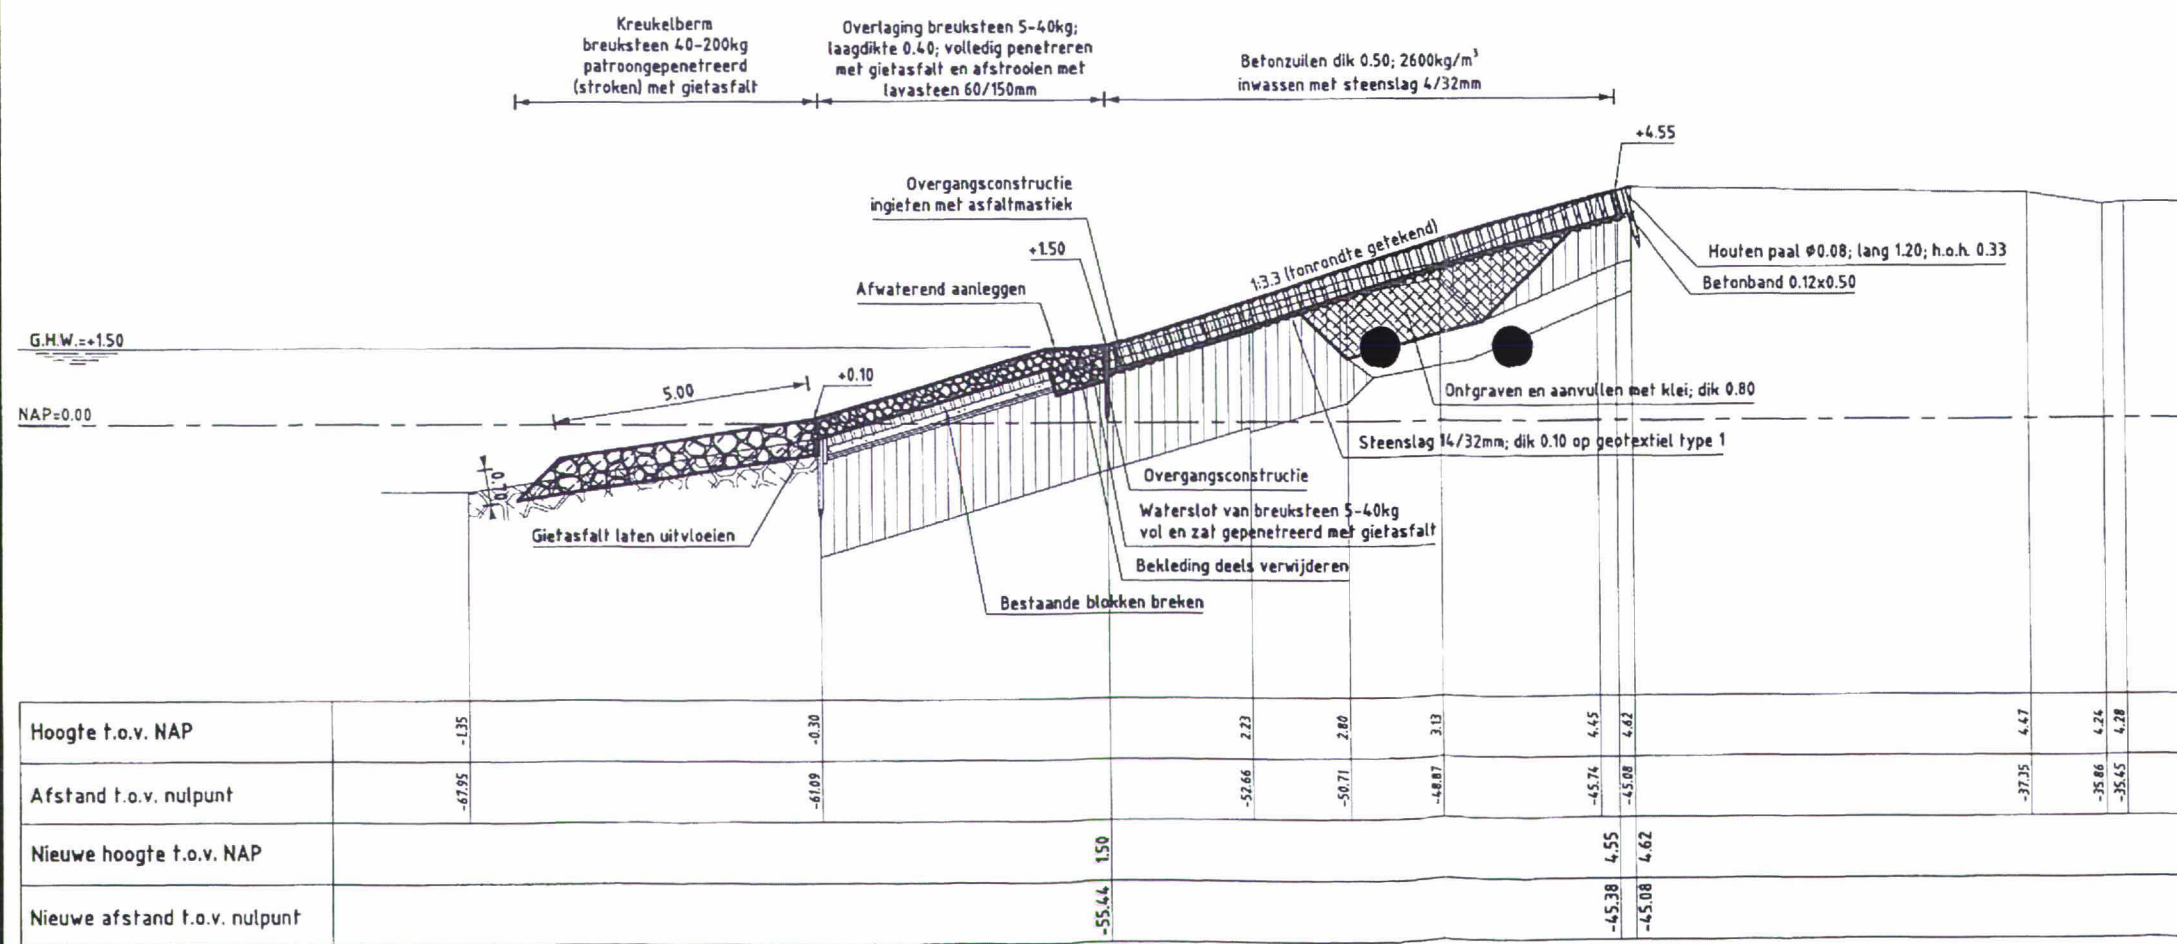 Kreukelberm
breuksteen 40-200kg
patroongepenetreerd
(stroken) met gietasfalt
Overlaging breuksteen 5-40kg;
laagdikte 0.40; volledig penetreren
met gietasfalt en afstrooien met
lavasteen 60/150mm
Betonzuilen dik 0.50; 2600kg/m³
inwassen met steenslag 4/32mm
+4.55
Overgangsconstructie
ingieten met asfaltmastiek
+1.50
Afwaterend aanleggen
1:3.3 (tonrondte getekend)
Houten paal ø0.08; lang 1.20; h.o.h. 0.33
Betonband 0.12x0.50
G.H.W.=+1.50
5.00
+0.10
NAP=0.00
0.70
Ontgraven en aanvullen met klei; dik 0.80
Steenslag 14/32mm; dik 0.10 op geotextiel type 1
Overgangsconstructie
Waterslot van breuksteen 5-40kg
vol en zat gepenetreerd met gietasfalt
Gietasfalt laten uitvloeien
Bekleding deels verwijderen
Bestaande blokken breken
Hoogte t.o.v. NAP -1.35 -0.30 2.23 2.80 3.13 4.45 4.62 4.47 4.24 4.28
Afstand t.o.v. nulpunt -67.95 -61.09 -52.66 -50.71 -48.87 -45.74 -45.08 -37.35 -35.86 -35.45
Nieuwe hoogte t.o.v. NAP 1.50 4.55 4.62
Nieuwe afstand t.o.v. nulpunt -55.44 -45.38 -45.08